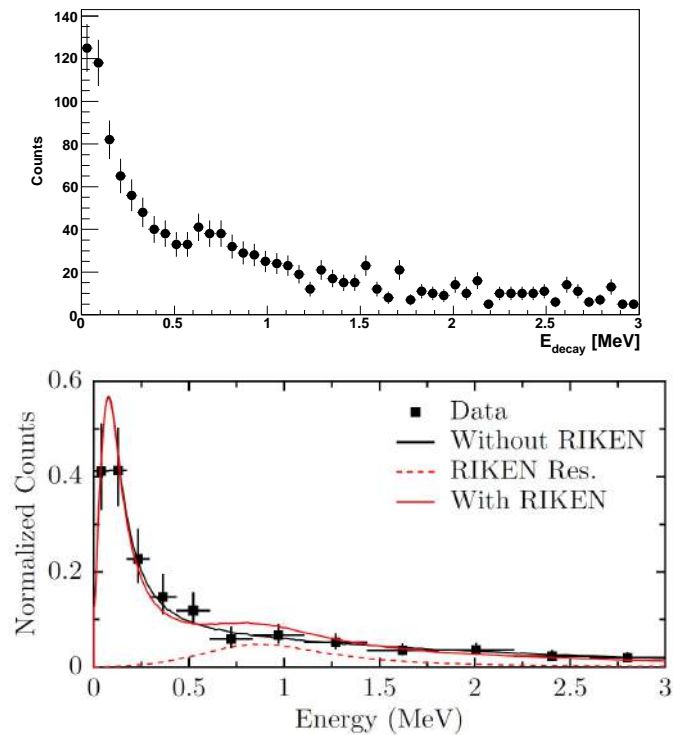 140
120
100
80
60
40
20
0
Counts
0 0.5 1 1.5 2 2.5 3
E_decay [MeV]
0.6
0.4
0.2
0
Normalized Counts
Data
Without RIKEN
RIKEN Res.
With RIKEN
0 0.5 1 1.5 2 2.5 3
Energy (MeV)